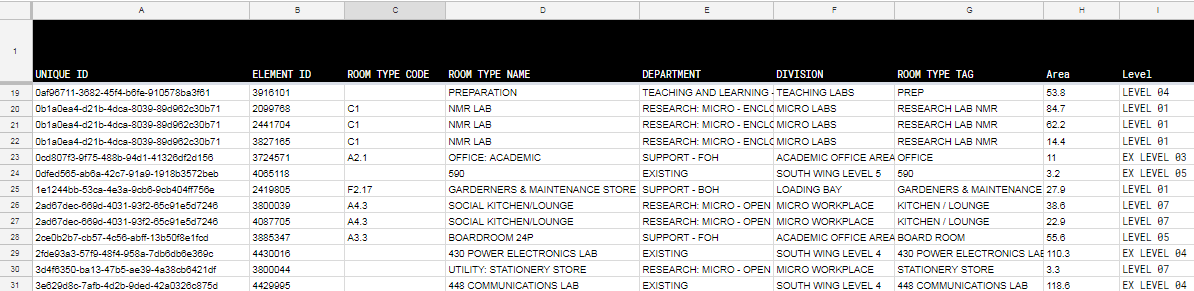 A B C D E F G H I
1 UNIQUE ID ELEMENT ID ROOM TYPE CODE ROOM TYPE NAME DEPARTMENT DIVISION ROOM TYPE TAG Area Level
19 0af96711-3682-45f4-b6fe-910578ba3f61 3916101 PREPARATION TEACHING AND LEARNING - TEACHING LABS PREP 53.8 LEVEL 04
20 0b1a0ea4-d21b-4dca-8039-89d962c30b71 2099768 C1 NMR LAB RESEARCH: MICRO - ENCLO MICRO LABS RESEARCH LAB NMR 84.7 LEVEL 01
21 0b1a0ea4-d21b-4dca-8039-89d962c30b71 2441704 C1 NMR LAB RESEARCH: MICRO - ENCLO MICRO LABS RESEARCH LAB NMR 62.2 LEVEL 01
22 0b1a0ea4-d21b-4dca-8039-89d962c30b71 3827165 C1 NMR LAB RESEARCH: MICRO - ENCLO MICRO LABS RESEARCH LAB NMR 14.4 LEVEL 01
23 0cd807f3-9f75-488b-94d1-41326df2d156 3724571 A2.1 OFFICE: ACADEMIC SUPPORT - FOH ACADEMIC OFFICE AREA OFFICE 11 EX LEVEL 03
24 0dfed565-ab6a-42c7-91a9-1918b3572beb 4065118 590 EXISTING SOUTH WING LEVEL 5 590 3.2 EX LEVEL 05
25 1e1244bb-53ca-4e3a-9cb6-9cb404ff756e 2419805 F2.17 GARDERNERS & MAINTENANCE STORE SUPPORT - BOH LOADING BAY GARDENERS & MAINTENANCE 27.9 LEVEL 01
26 2ad67dec-669d-4031-93f2-65c91e5d7246 3800039 A4.3 SOCIAL KITCHEN/LOUNGE RESEARCH: MICRO - OPEN MICRO WORKPLACE KITCHEN / LOUNGE 38.6 LEVEL 07
27 2ad67dec-669d-4031-93f2-65c91e5d7246 4087705 A4.3 SOCIAL KITCHEN/LOUNGE RESEARCH: MICRO - OPEN MICRO WORKPLACE KITCHEN / LOUNGE 22.9 LEVEL 07
28 2ce0b2b7-cb57-4c56-abff-13b50f8e1fcd 3885347 A3.3 BOARDROOM 24P SUPPORT - FOH ACADEMIC OFFICE AREA BOARD ROOM 55.6 LEVEL 05
29 2fde93a3-57f9-48f4-958a-7db6db6e369c 4430016 430 POWER ELECTRONICS LAB EXISTING SOUTH WING LEVEL 4 430 POWER ELECTRONICS LAB 110.3 EX LEVEL 04
30 3d4f6350-ba13-47b5-ae39-4a38cb6421df 3800044 UTILITY: STATIONERY STORE RESEARCH: MICRO - OPEN MICRO WORKPLACE STATIONERY STORE 3.3 LEVEL 07
31 3e629d8c-7afb-4d2b-9ded-42a0326c875d 4429995 448 COMMUNICATIONS LAB EXISTING SOUTH WING LEVEL 4 448 COMMUNICATIONS LAB 118.6 EX LEVEL 04